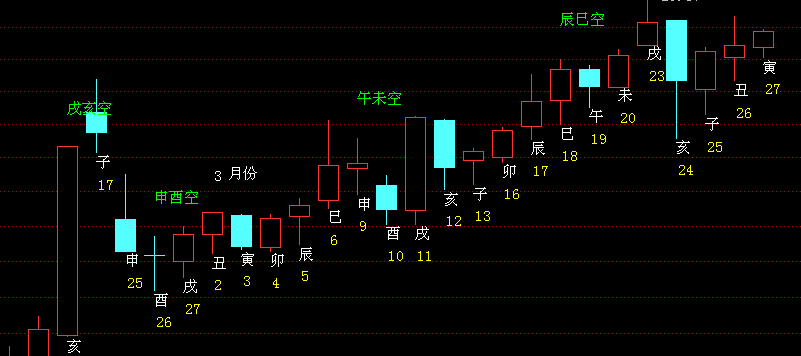 辰巳空
戌亥空
午未空
申酉空
3 月份
亥
子
17
申
25
酉
26
戌
27
丑
2
寅
3
卯
4
辰
5
巳
6
申
9
酉
10
戌
11
亥
12
子
13
卯
16
辰
17
巳
18
午
19
未
20
戌
23
亥
24
子
25
丑
26
寅
27